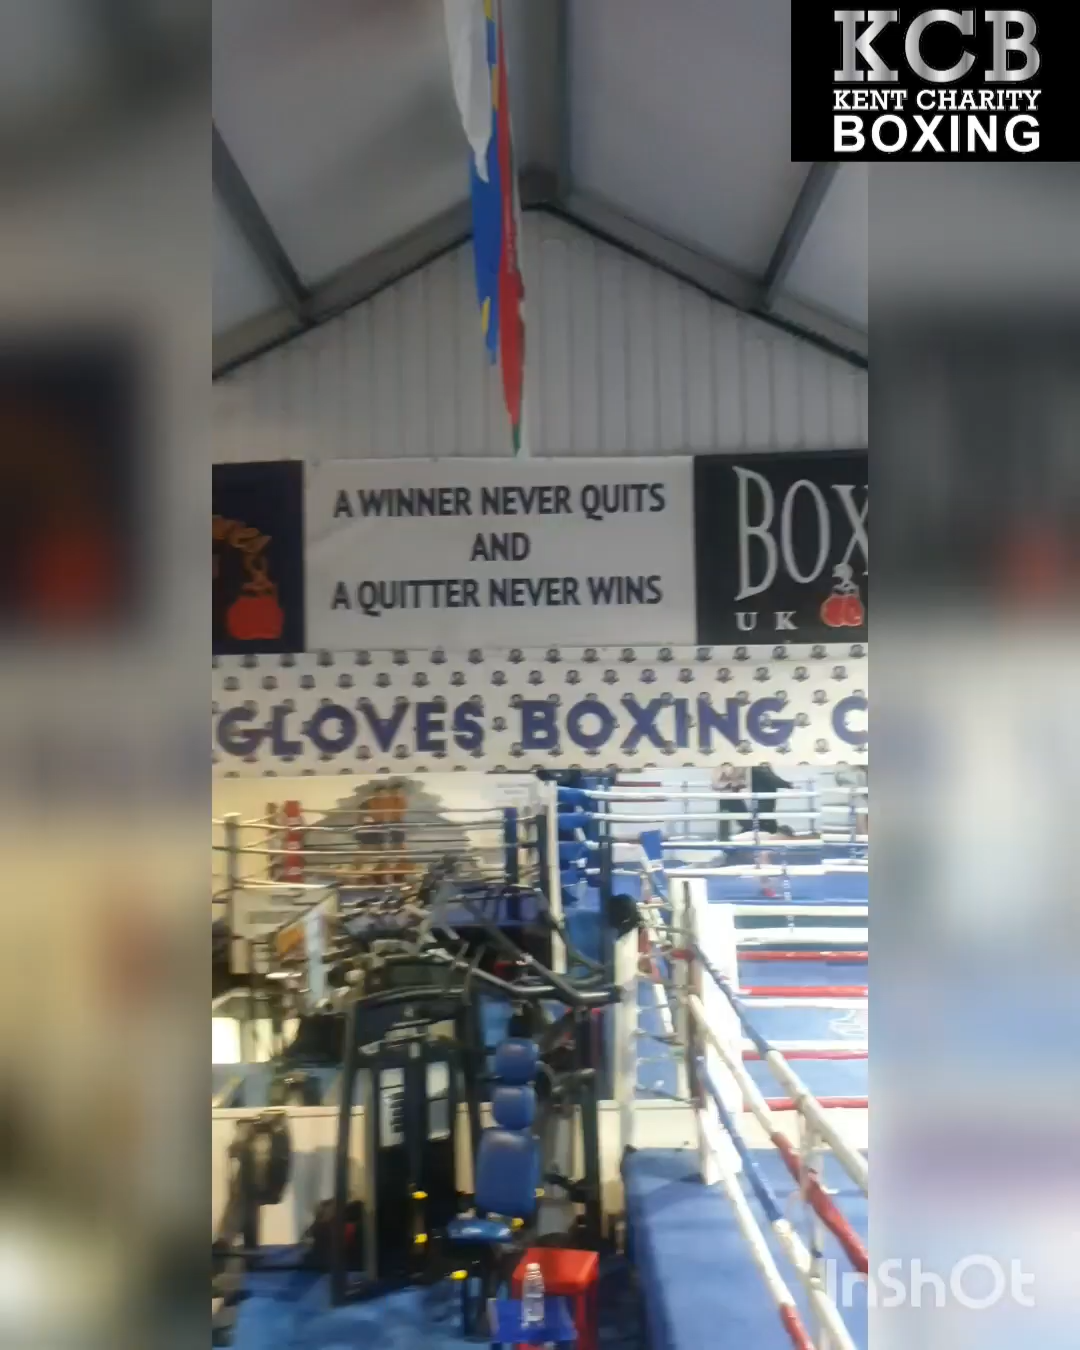 KCB
KENT CHARITY
BOXING
A WINNER NEVER QUITS
AND
A QUITTER NEVER WINS
BOX
UK
GLOVES BOXING C
InShOt